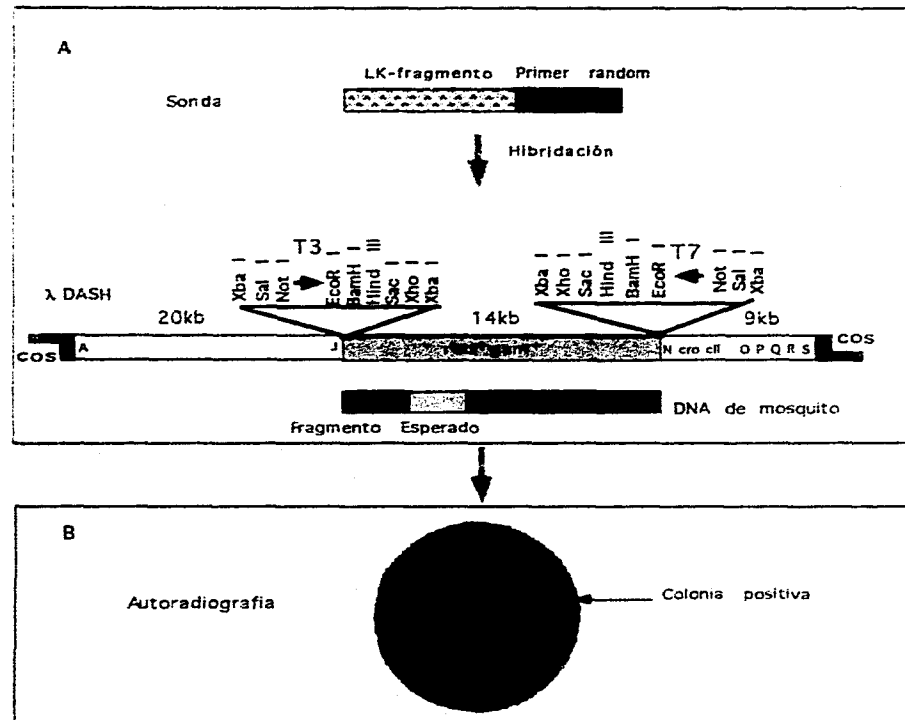 A
LK-fragmento Primer random
Sonda
Hibridación
T3
Xba I
Sal I
Not I
EcoR I
BamH I
Hind III
Sac I
Xho I
Xba I
T7
Xba I
Xho I
Sac I
Hind III
BamH I
EcoR I
Not I
Sal I
Xba I
λ DASH
20kb
14kb
9kb
cos
A
J
N cro cII O P Q R S
cos
DNA de mosquito
Fragmento Esperado
B
Autoradiografia
Colonia positiva